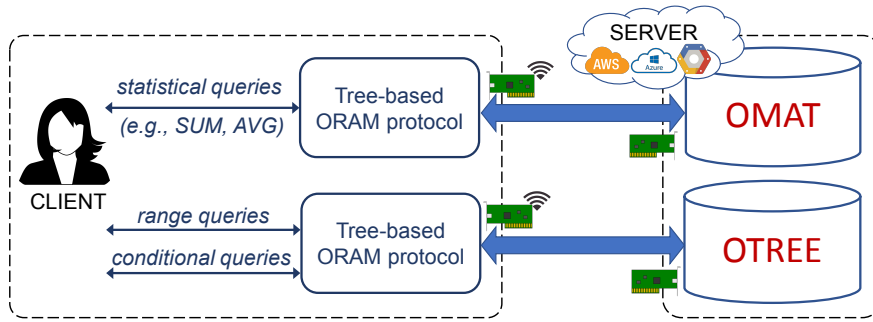 SERVER
AWS
Azure
statistical queries
(e.g., SUM, AVG)
Tree-based
ORAM protocol
OMAT
CLIENT
range queries
conditional queries
Tree-based
ORAM protocol
OTREE